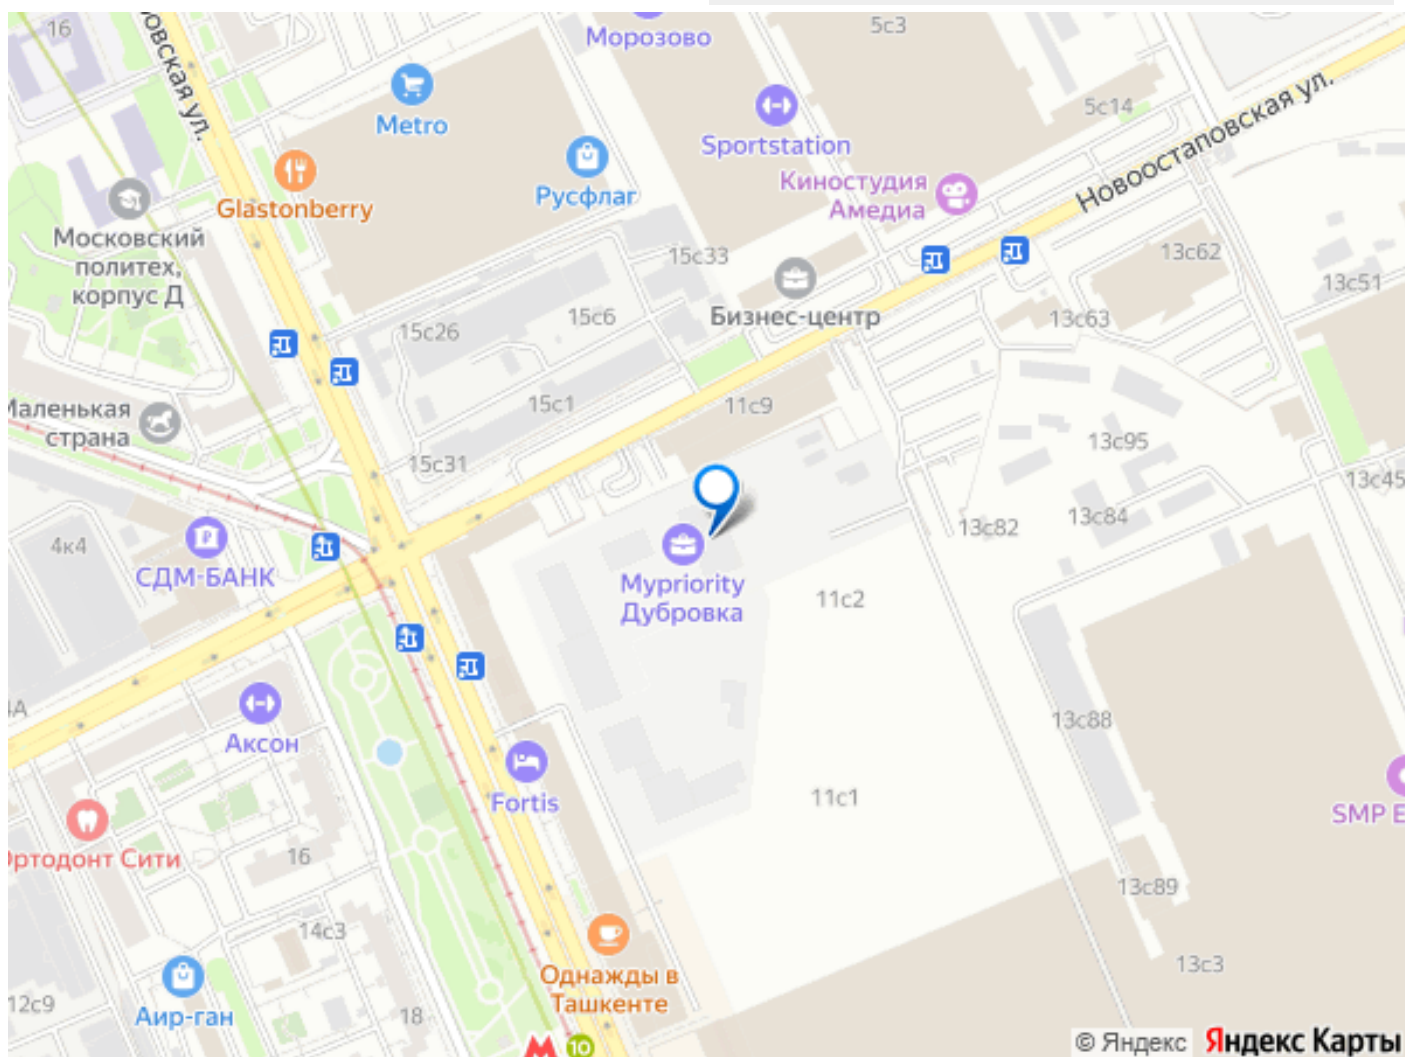 16
овская ул.
Морозово
5с3
Metro
Sportstation
5с14
Новоостаповская ул.
Русфлаг
Glastonberry
Киностудия
Амедиа
Московский
политех,
корпус Д
15с33
13с62
13с51
Бизнес-центр
15с26
15с6
13с63
Маленькая
страна
15с1
11с9
13с95
15с31
13с45
4к4
СДМ-БАНК
Mypriority
Дубровка
13с82
13с84
11с2
4А
Аксон
13с88
Fortis
11с1
SMP E
Ортодонт Сити
16
13с89
14с3
Однажды в
Ташкенте
13с3
12с9
Аир-ган
18
М 10
© Яндекс Яндекс Карты